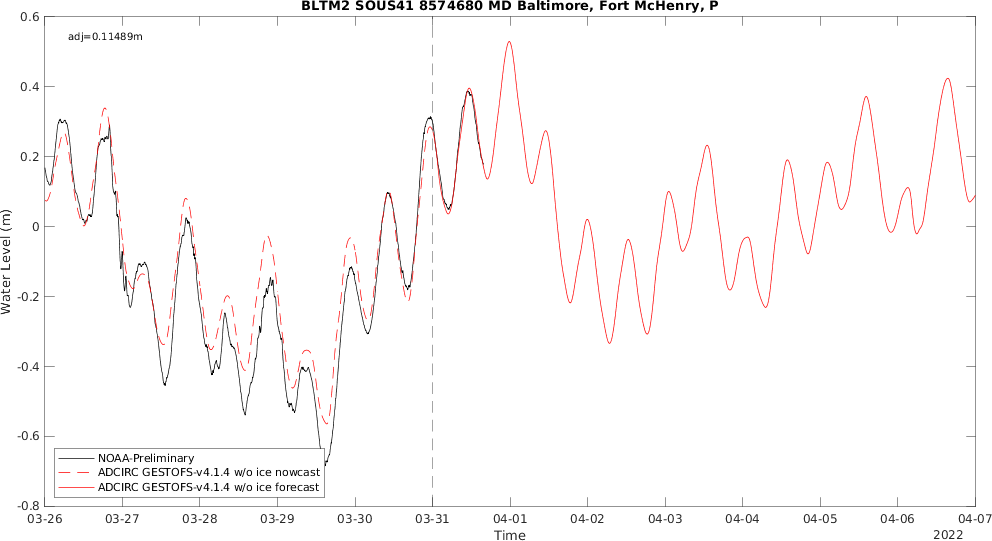 BLTM2 SOUS41 8574680 MD Baltimore, Fort McHenry, P
adj=0.11489m
0.6
0.4
0.2
0
-0.2
-0.4
-0.6
-0.8
Water Level (m)
NOAA-Preliminary
ADCIRC GESTOFS-v4.1.4 w/o ice nowcast
ADCIRC GESTOFS-v4.1.4 w/o ice forecast
03-26 03-27 03-28 03-29 03-30 03-31 04-01 04-02 04-03 04-04 04-05 04-06 04-07
Time
2022